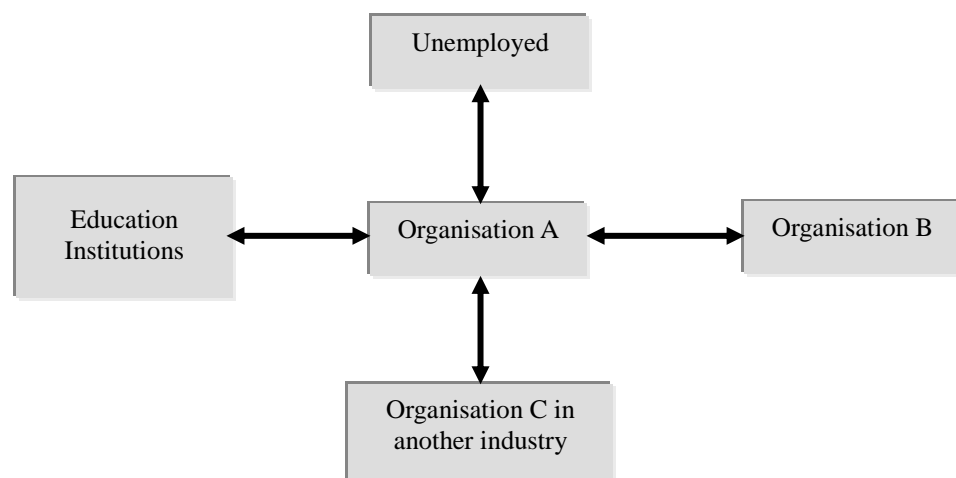 Unemployed
Education
Institutions
Organisation A
Organisation B
Organisation C in
another industry